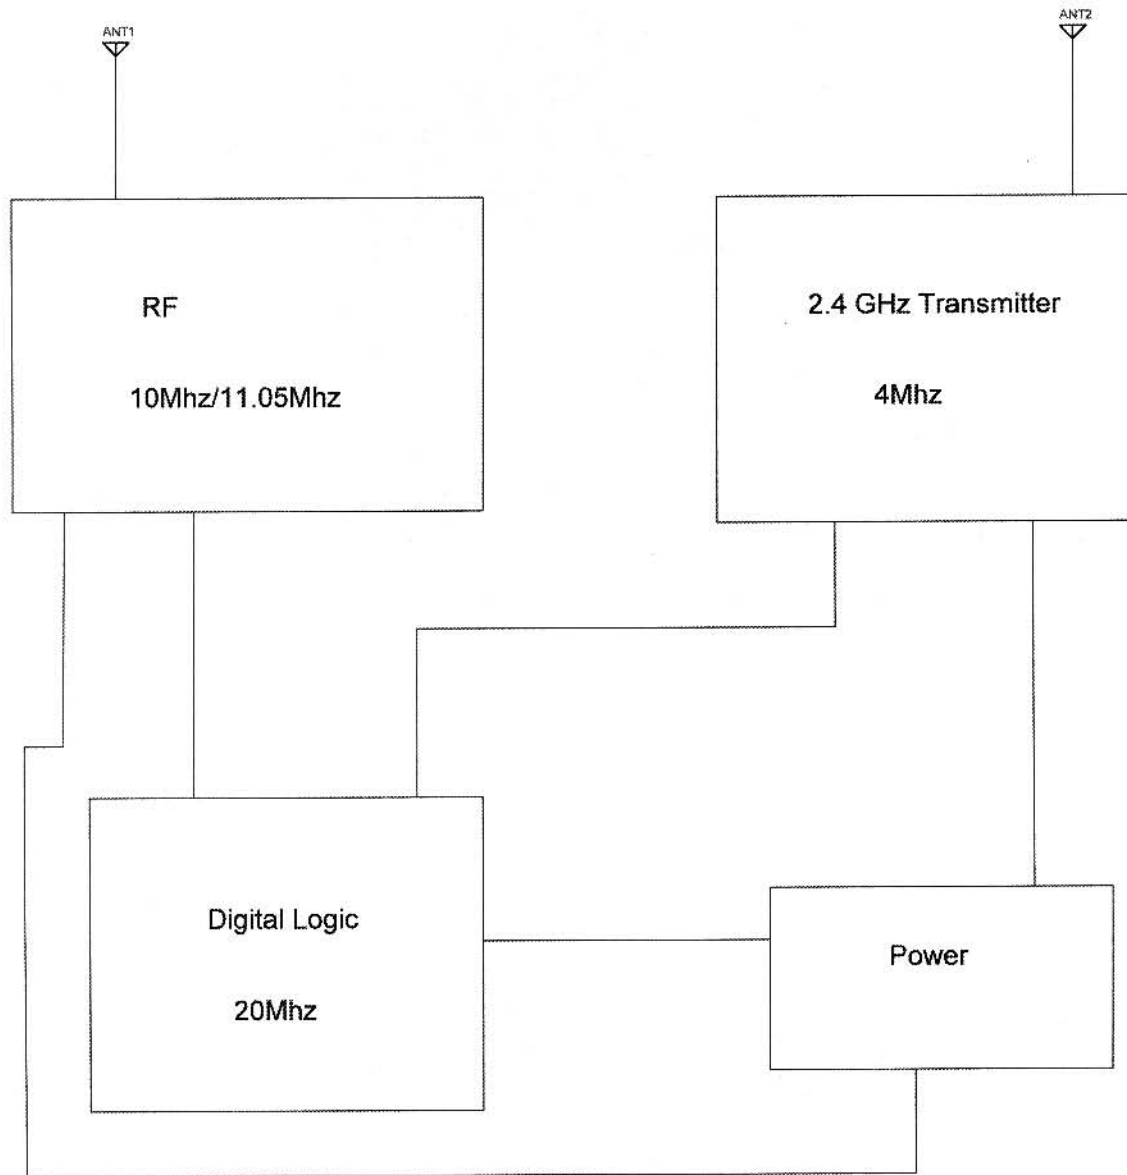 ANT1
ANT2
RF
10Mhz/11.05Mhz
2.4 GHz Transmitter
4Mhz
Digital Logic
20Mhz
Power